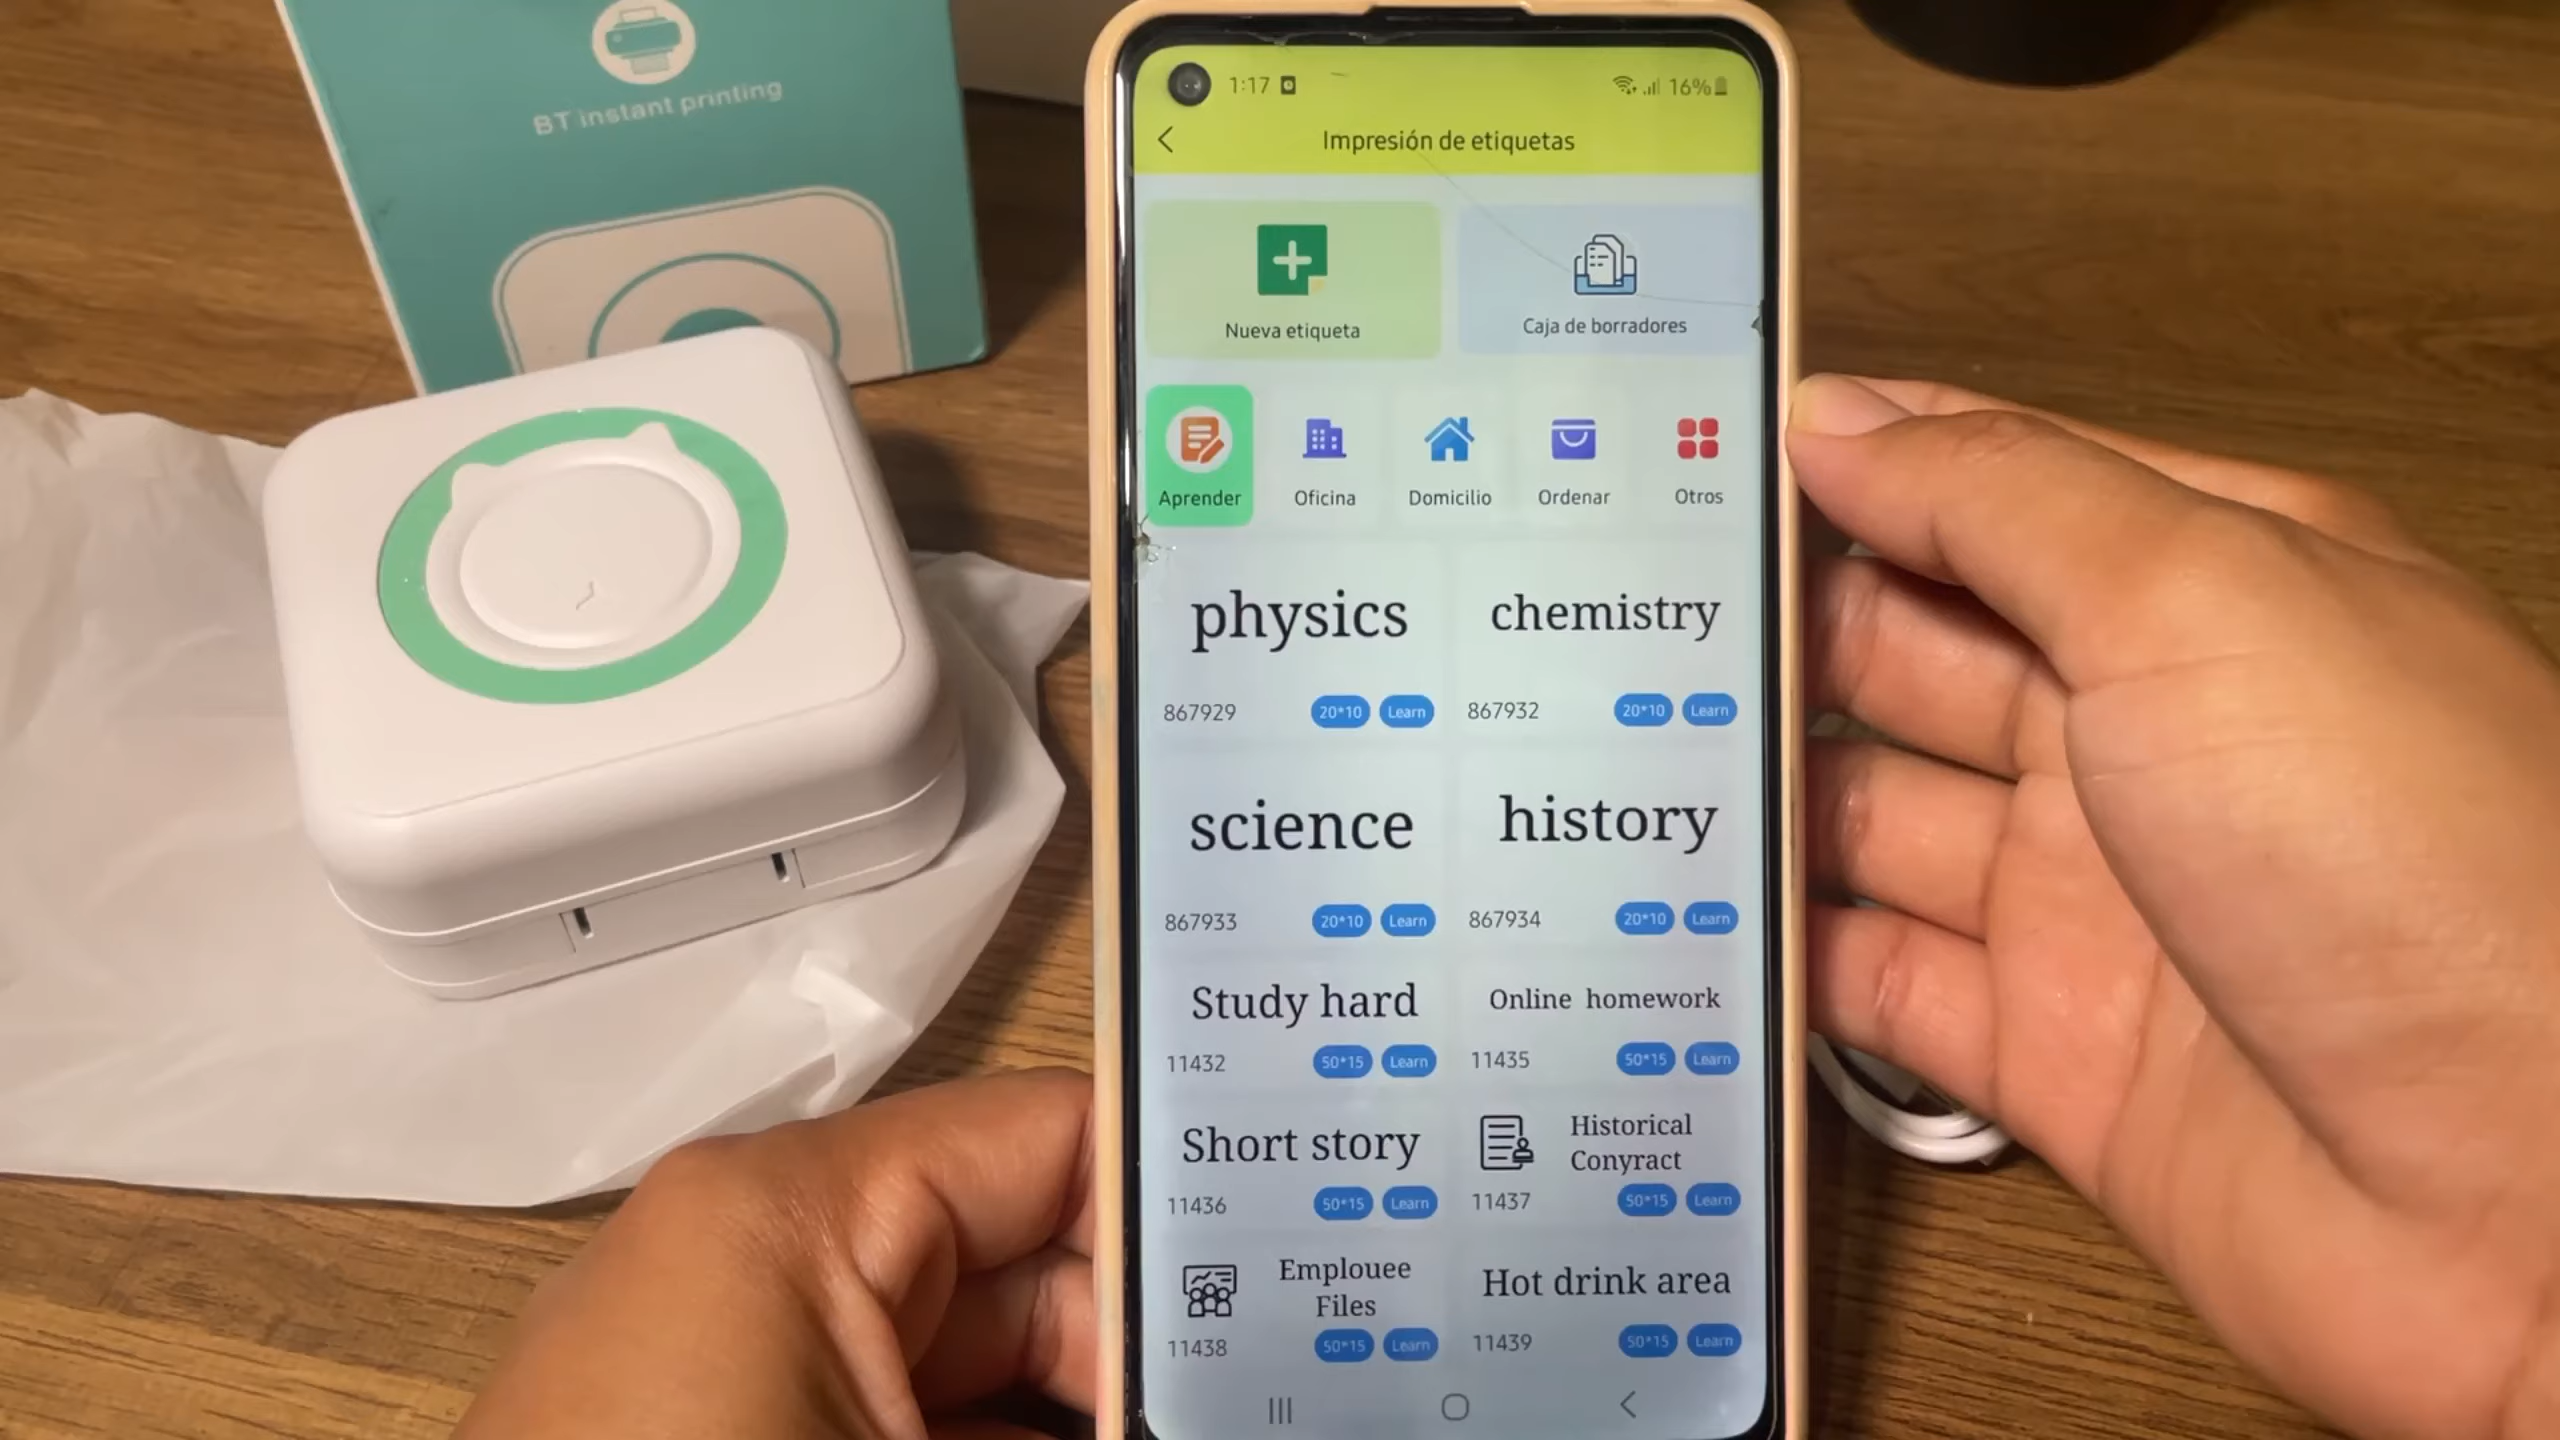 BT instant printing
1:17
16%
Impresión de etiquetas
Nueva etiqueta
Caja de borradores
Aprender
Oficina
Domicilio
Ordenar
Otros
physics
867929 20*10 Learn
chemistry
867932 20*10 Learn
science
867933 20*10 Learn
history
867934 20*10 Learn
Study hard
11432 50*15 Learn
Online homework
11435 50*15 Learn
Short story
11436 50*15 Learn
Historical
Conyract
11437 50*15 Learn
Emplouee
Files
11438 50*15 Learn
Hot drink area
11439 50*15 Learn